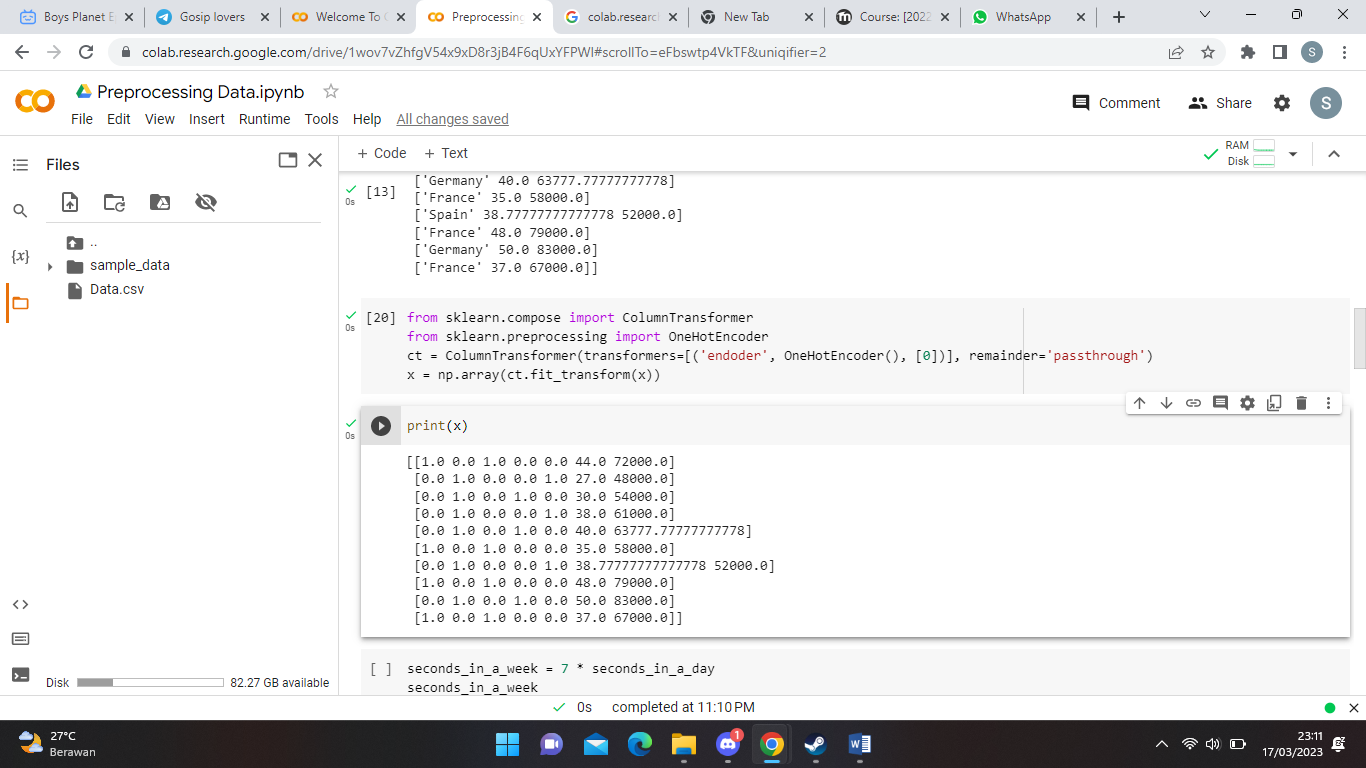 Boys Planet E
Gosip lovers
Welcome To C
Preprocessing
colab.research
New Tab
Course: [2022
WhatsApp
colab.research.google.com/drive/1wov7vZhfgV54x9xD8r3jB4F6qUxYFPWl#scrollTo=eFbswtp4VkTF&uniqifier=2
S
Preprocessing Data.ipynb
File Edit View Insert Runtime Tools Help All changes saved
Comment
Share
S
Files
+ Code + Text
RAM
Disk
{x}
..
sample_data
Data.csv
0s
[13]
['Germany' 40.0 63777.77777777778]
['France' 35.0 58000.0]
['Spain' 38.77777777777778 52000.0]
['France' 48.0 79000.0]
['Germany' 50.0 83000.0]
['France' 37.0 67000.0]]
0s
[20]
from sklearn.compose import ColumnTransformer
from sklearn.preprocessing import OneHotEncoder
ct = ColumnTransformer(transformers=[('endoder', OneHotEncoder(), [0])], remainder='passthrough')
x = np.array(ct.fit_transform(x))
0s
print(x)
[[1.0 0.0 1.0 0.0 0.0 44.0 72000.0]
[0.0 1.0 0.0 0.0 1.0 27.0 48000.0]
[0.0 1.0 0.0 1.0 0.0 30.0 54000.0]
[0.0 1.0 0.0 0.0 1.0 38.0 61000.0]
[0.0 1.0 0.0 1.0 0.0 40.0 63777.77777777778]
[1.0 0.0 1.0 0.0 0.0 35.0 58000.0]
[0.0 1.0 0.0 0.0 1.0 38.77777777777778 52000.0]
[1.0 0.0 1.0 0.0 0.0 48.0 79000.0]
[0.0 1.0 0.0 1.0 0.0 50.0 83000.0]
[1.0 0.0 1.0 0.0 0.0 37.0 67000.0]]
[ ]
seconds_in_a_week = 7 * seconds_in_a_day
seconds_in_a_week
Disk
82.27 GB available
0s completed at 11:10 PM
27°C
Berawan
1
23:11
17/03/2023